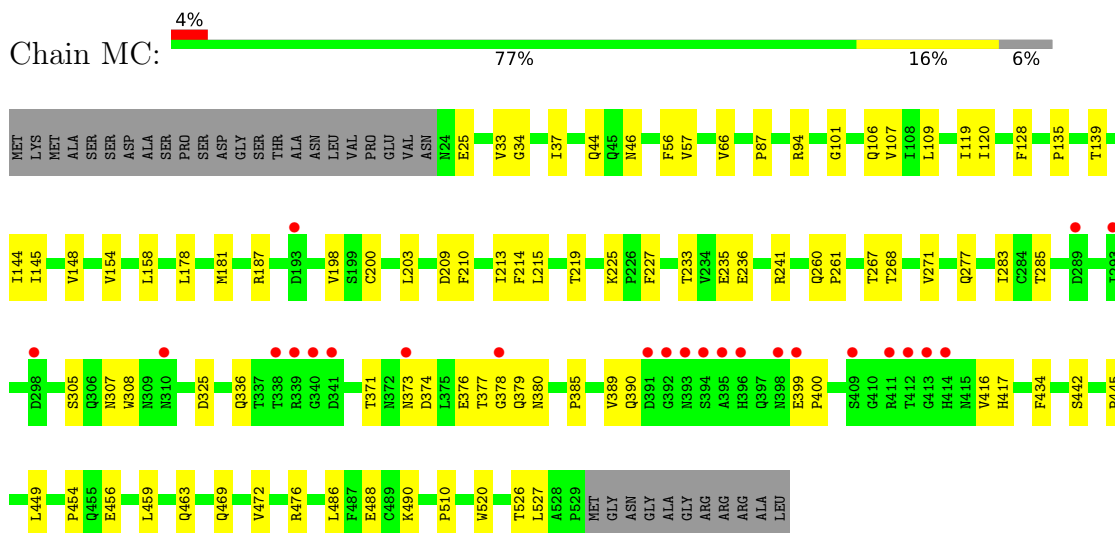 Chain MC:
4%
77%
16%
6%
MET LYS MET ALA SER SER ASP ALA SER PRO SER ASP GLY SER THR ALA ASN LEU VAL PRO GLU VAL ASN N24 E25 V33 G34 I37 Q44 Q45 N46 F56 V57 V66 P87 R94 G101 Q106 V107 I108 L109 I119 I120 F128 P135 T139
I144 I145 V148 V154 L158 L178 M181 R187 D193 V198 S199 C200 L203 D209 F210 I213 F214 L215 T219 K225 P226 F227 T233 V234 E235 E236 R241 Q260 P261 T267 T268 V271 Q277 I283 C284 T285 D289
D298 S305 Q306 N307 W308 N309 N310 D325 Q336 T337 T338 R339 G340 D341 T371 N372 N373 D374 L375 E376 T377 G378 Q379 N380 P385 V389 Q390 D391 G392 N393 S394 A395 H396 Q397 N398 E399 P400 S409 G410 R411 T412 G413 H414 N415 V416 H417 F434 S442
L449 P454 Q455 E456 L459 Q463 Q469 V472 R476 L486 F487 E488 C489 K490 P510 W520 T526 L527 A528 P529 MET GLY ASN GLY ALA GLY ARG ARG ARG ALA LEU